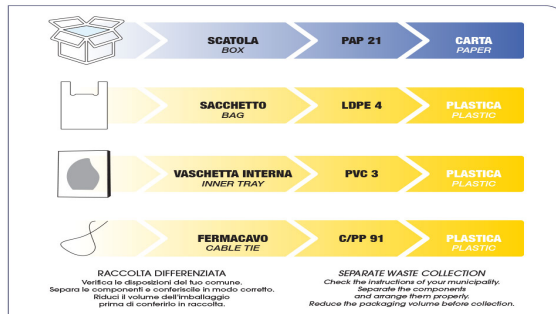 SCATOLA PAP 21 CARTA
BOX PAPER
SACCHETTO LDPE 4 PLASTICA
BAG PLASTIC
VASCHETTA INTERNA PVC 3 PLASTICA
INNER TRAY PLASTIC
FERMACAVO C/PP 91 PLASTICA
CABLE TIE PLASTIC
RACCOLTA DIFFERENZIATA
Verifica le disposizioni del tuo comune.
Separa le componenti e conferiscile in modo corretto.
Riduci il volume dell'imballaggio
prima di conferirlo in raccolta.
SEPARATE WASTE COLLECTION
Check the instructions of your municipality.
Separate the components
and arrange them properly.
Reduce the packaging volume before collection.